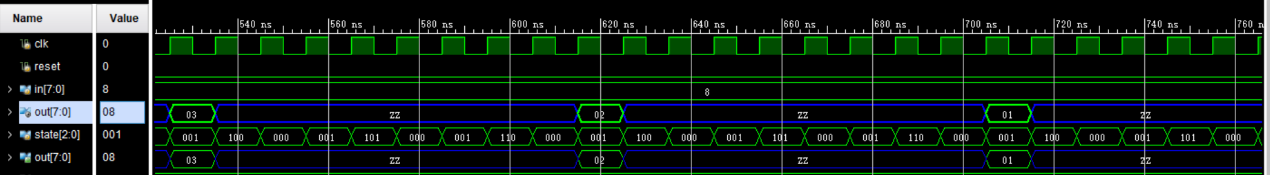 Name Value 540 ns 560 ns 580 ns 600 ns 620 ns 640 ns 660 ns 680 ns 700 ns 720 ns 740 ns 760 n
clk 0
reset 0
in[7:0] 8 8
out[7:0] 08 03 ZZ 02 ZZ 01 ZZ
state[2:0] 001 001 100 000 001 101 000 001 110 000 001 100 000 001 101 000 001 110 000 001 100 000 001 101 000
out[7:0] 08 03 ZZ 02 ZZ 01 ZZ